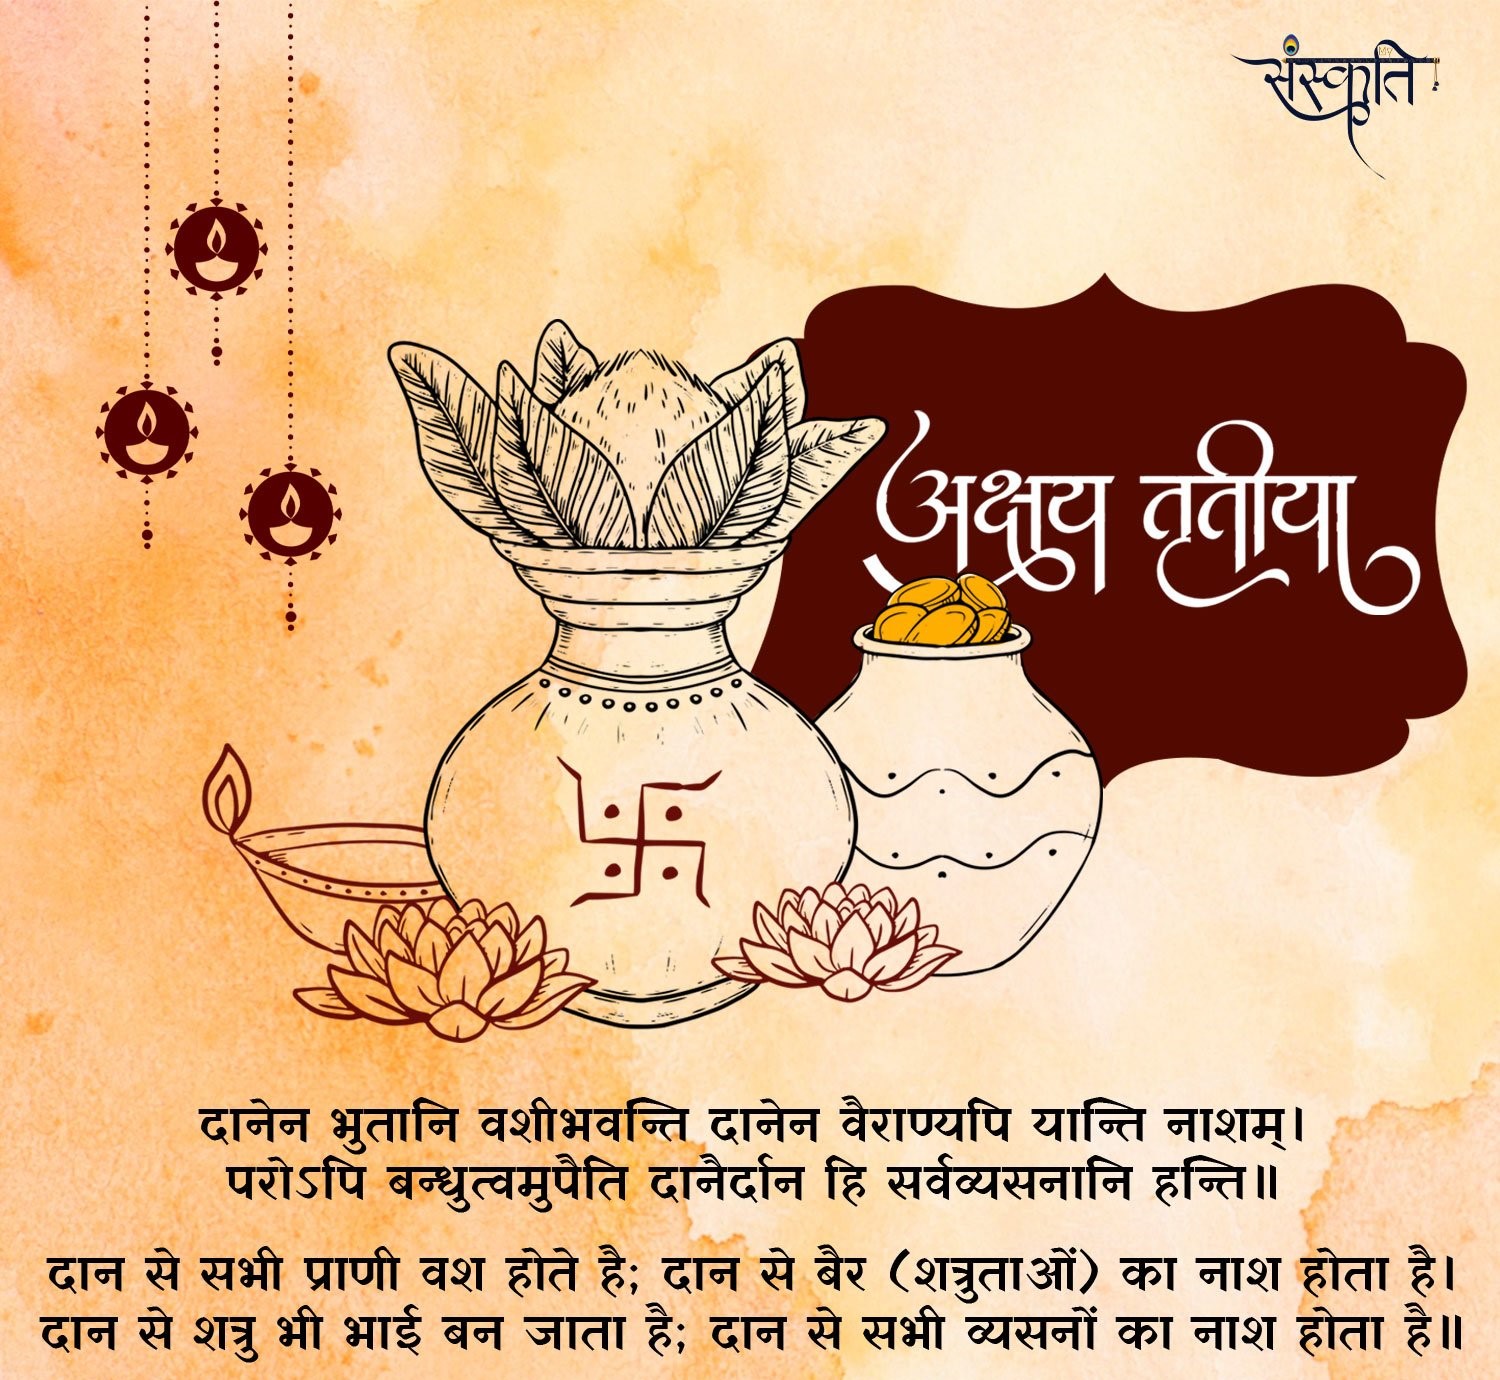 संस्कृति
MY
अक्षय तृतीया
दानेन भुतानि वशीभवन्ति दानेन वैराण्यपि यान्ति नाशम्।
परोऽपि बन्धुत्वमुपैति दानैर्दान हि सर्वव्यसनानि हन्ति॥
दान से सभी प्राणी वश होते है; दान से बैर (शत्रुताओं) का नाश होता है।
दान से शत्रु भी भाई बन जाता है; दान से सभी व्यसनों का नाश होता है॥